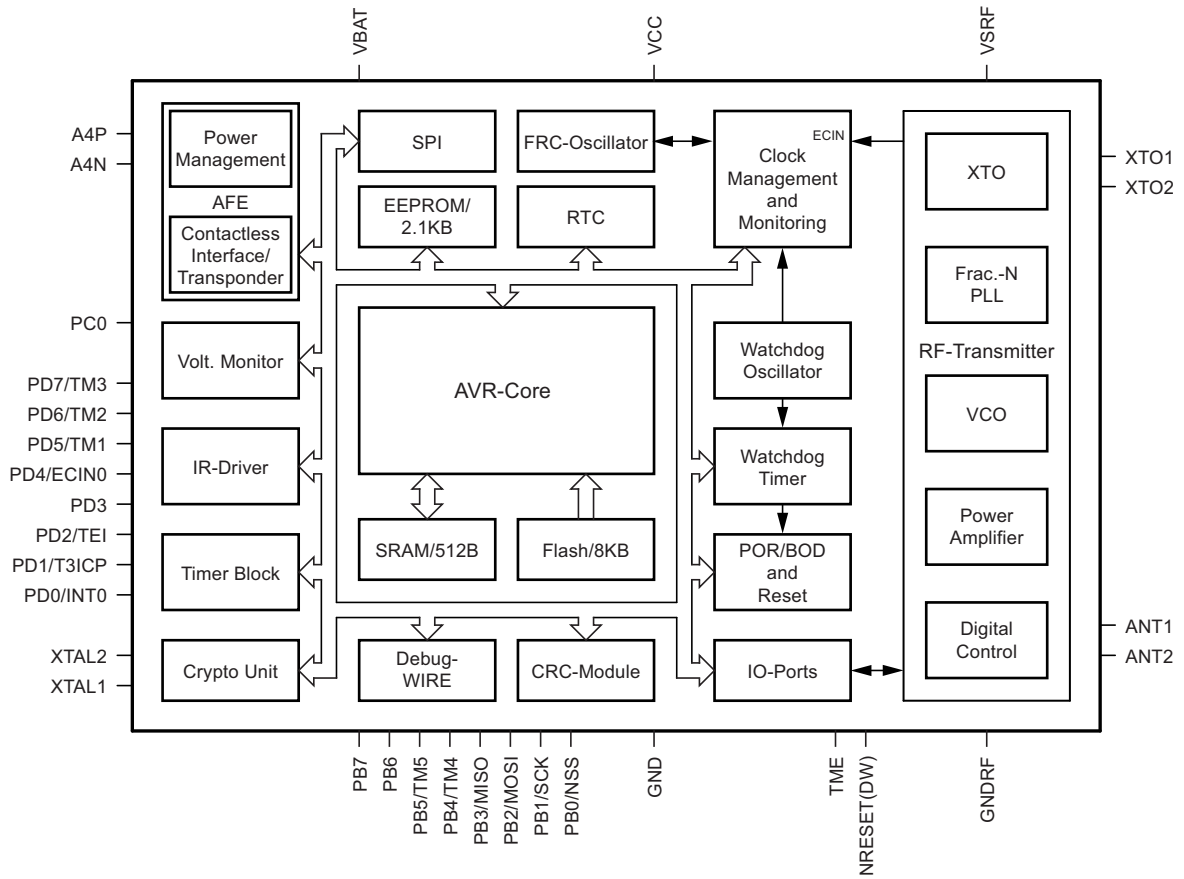 VBAT
VCC
VSRF
A4P
A4N
PC0
PD7/TM3
PD6/TM2
PD5/TM1
PD4/ECIN0
PD3
PD2/TEI
PD1/T3ICP
PD0/INT0
XTAL2
XTAL1
Power
Management
AFE
Contactless
Interface/
Transponder
Volt. Monitor
IR-Driver
Timer Block
Crypto Unit
SPI
EEPROM/
2.1KB
FRC-Oscillator
RTC
AVR-Core
SRAM/512B
Flash/8KB
Debug-
WIRE
CRC-Module
ECIN
Clock
Management
and
Monitoring
Watchdog
Oscillator
Watchdog
Timer
POR/BOD
and
Reset
IO-Ports
XTO
Frac.-N
PLL
RF-Transmitter
VCO
Power
Amplifier
Digital
Control
XTO1
XTO2
ANT1
ANT2
PB7
PB6
PB5/TM5
PB4/TM4
PB3/MISO
PB2/MOSI
PB1/SCK
PB0/NSS
GND
TME
NRESET(DW)
GNDRF